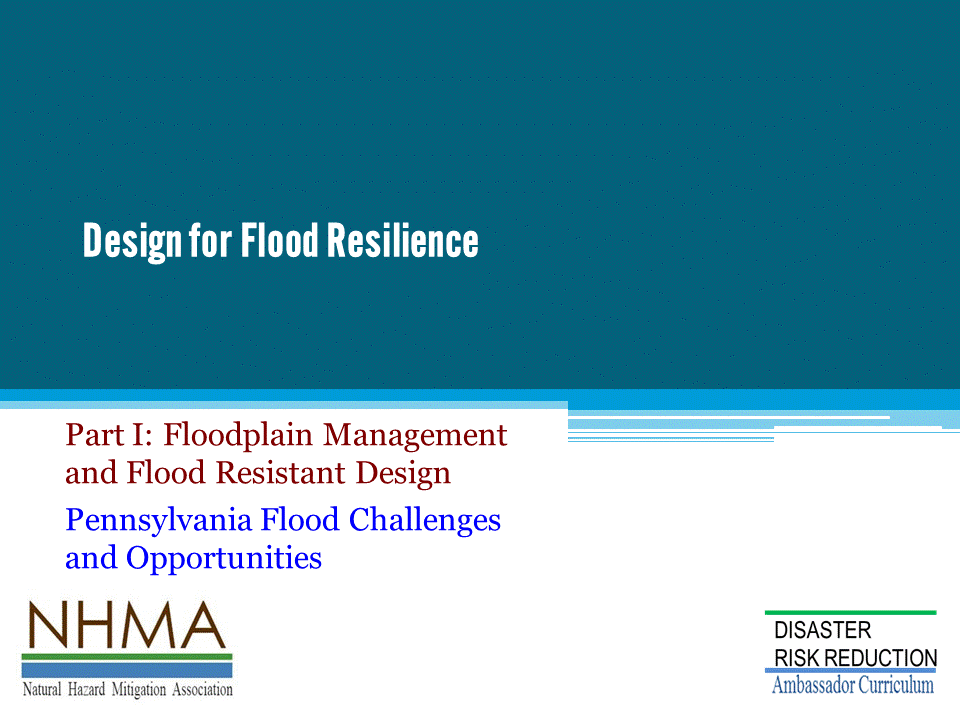 Design for Flood Resilience
Part I: Floodplain Management
and Flood Resistant Design
Pennsylvania Flood Challenges
and Opportunities
NHMA
Natural Hazard Mitigation Association
DISASTER
RISK REDUCTION
Ambassador Curriculum